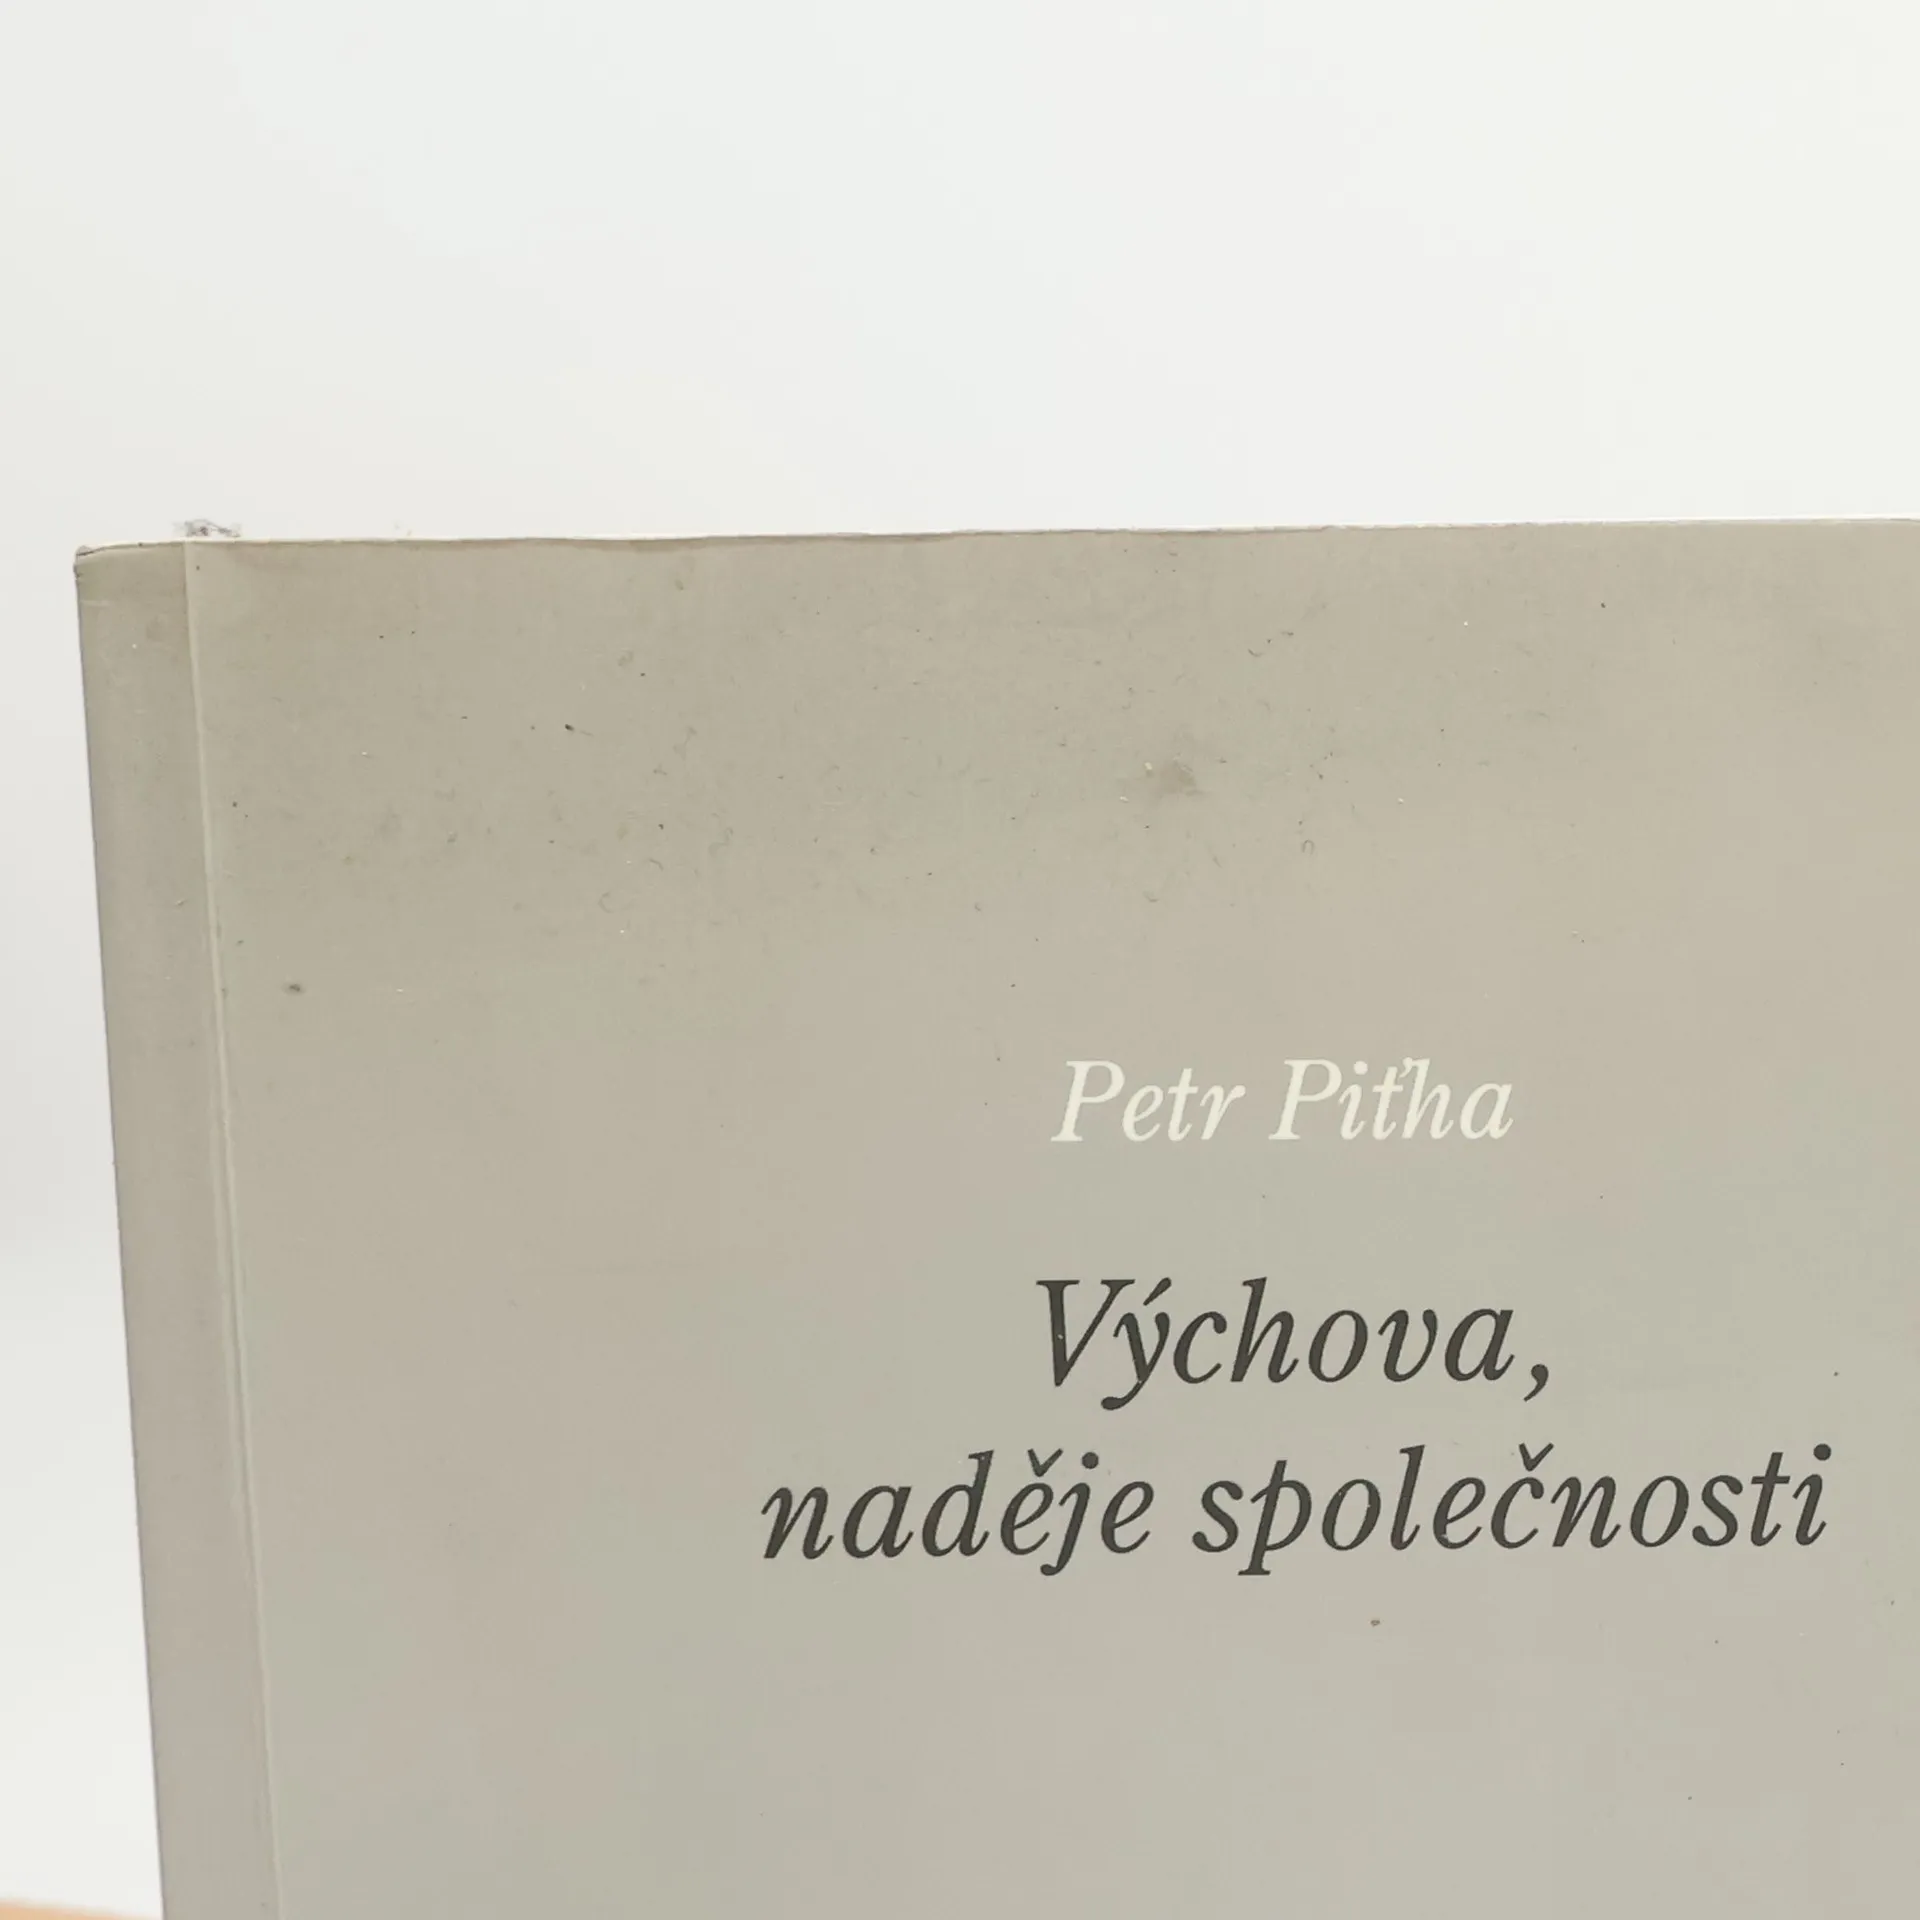 Petr Piťha
Výchova,
naděje společnosti